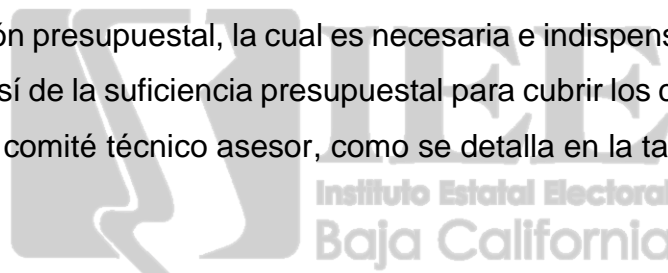 ón presupuestal, la cual es necesaria e indispens
sí de la suficiencia presupuestal para cubrir los
comité técnico asesor, como se detalla en la ta
IEE
Instituto Estatal Electoral
Baja California